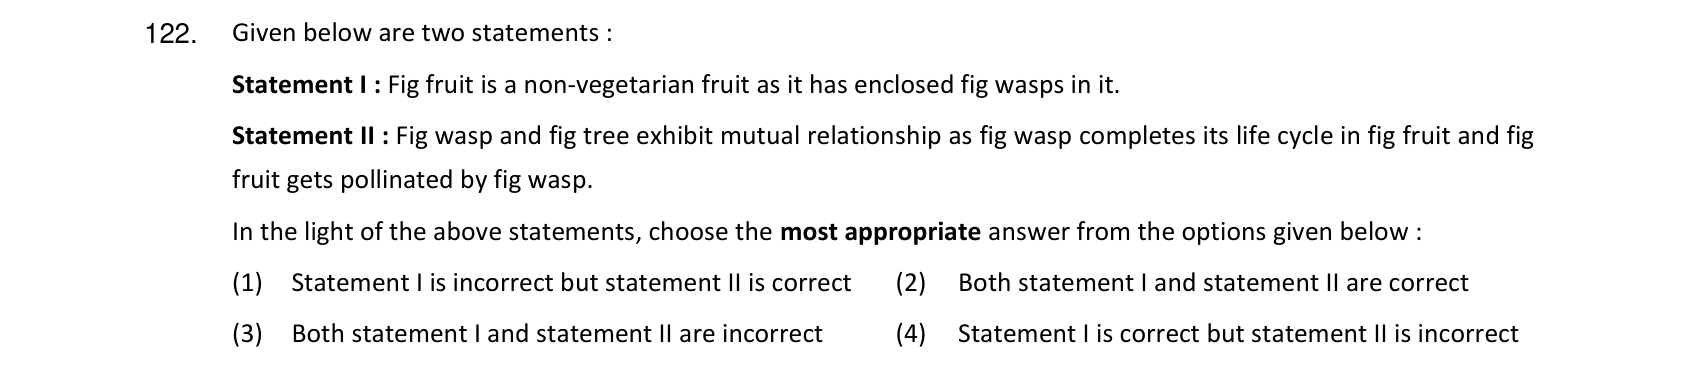 122. Given below are two statements :
Statement I : Fig fruit is a non-vegetarian fruit as it has enclosed fig wasps in it.
Statement II : Fig wasp and fig tree exhibit mutual relationship as fig wasp completes its life cycle in fig fruit and fig
fruit gets pollinated by fig wasp.
In the light of the above statements, choose the most appropriate answer from the options given below :
(1) Statement I is incorrect but statement II is correct (2) Both statement I and statement II are correct
(3) Both statement I and statement II are incorrect (4) Statement I is correct but statement II is incorrect